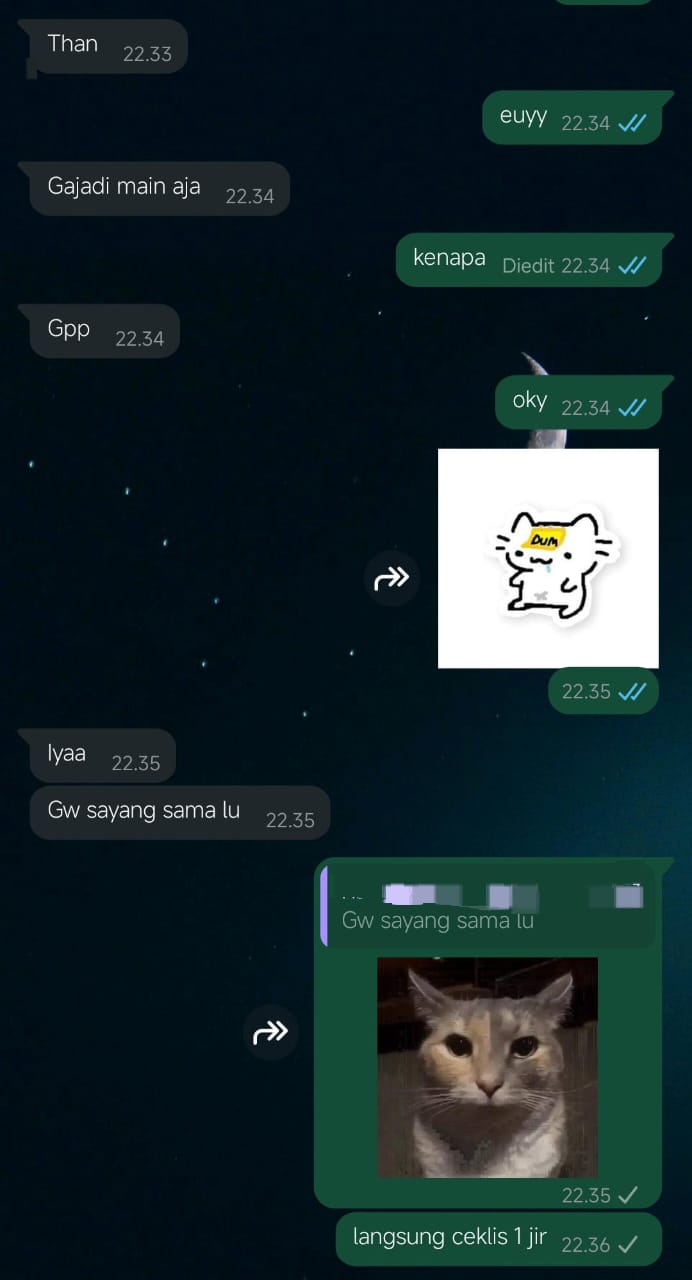 Than 22.33
euyy 22.34
Gajadi main aja 22.34
kenapa Diedit 22.34
Gpp 22.34
oky 22.34
DUM
22.35
Iyaa 22.35
Gw sayang sama lu 22.35
Gw sayang sama lu
22.35
langsung ceklis 1 jir 22.36